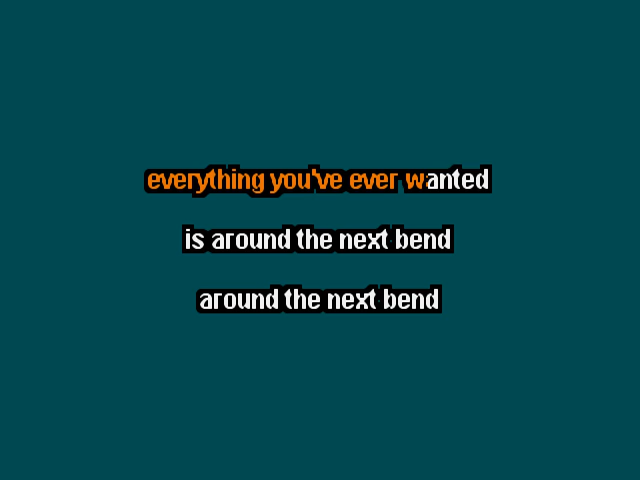 everything you've ever wanted
is around the next bend
around the next bend